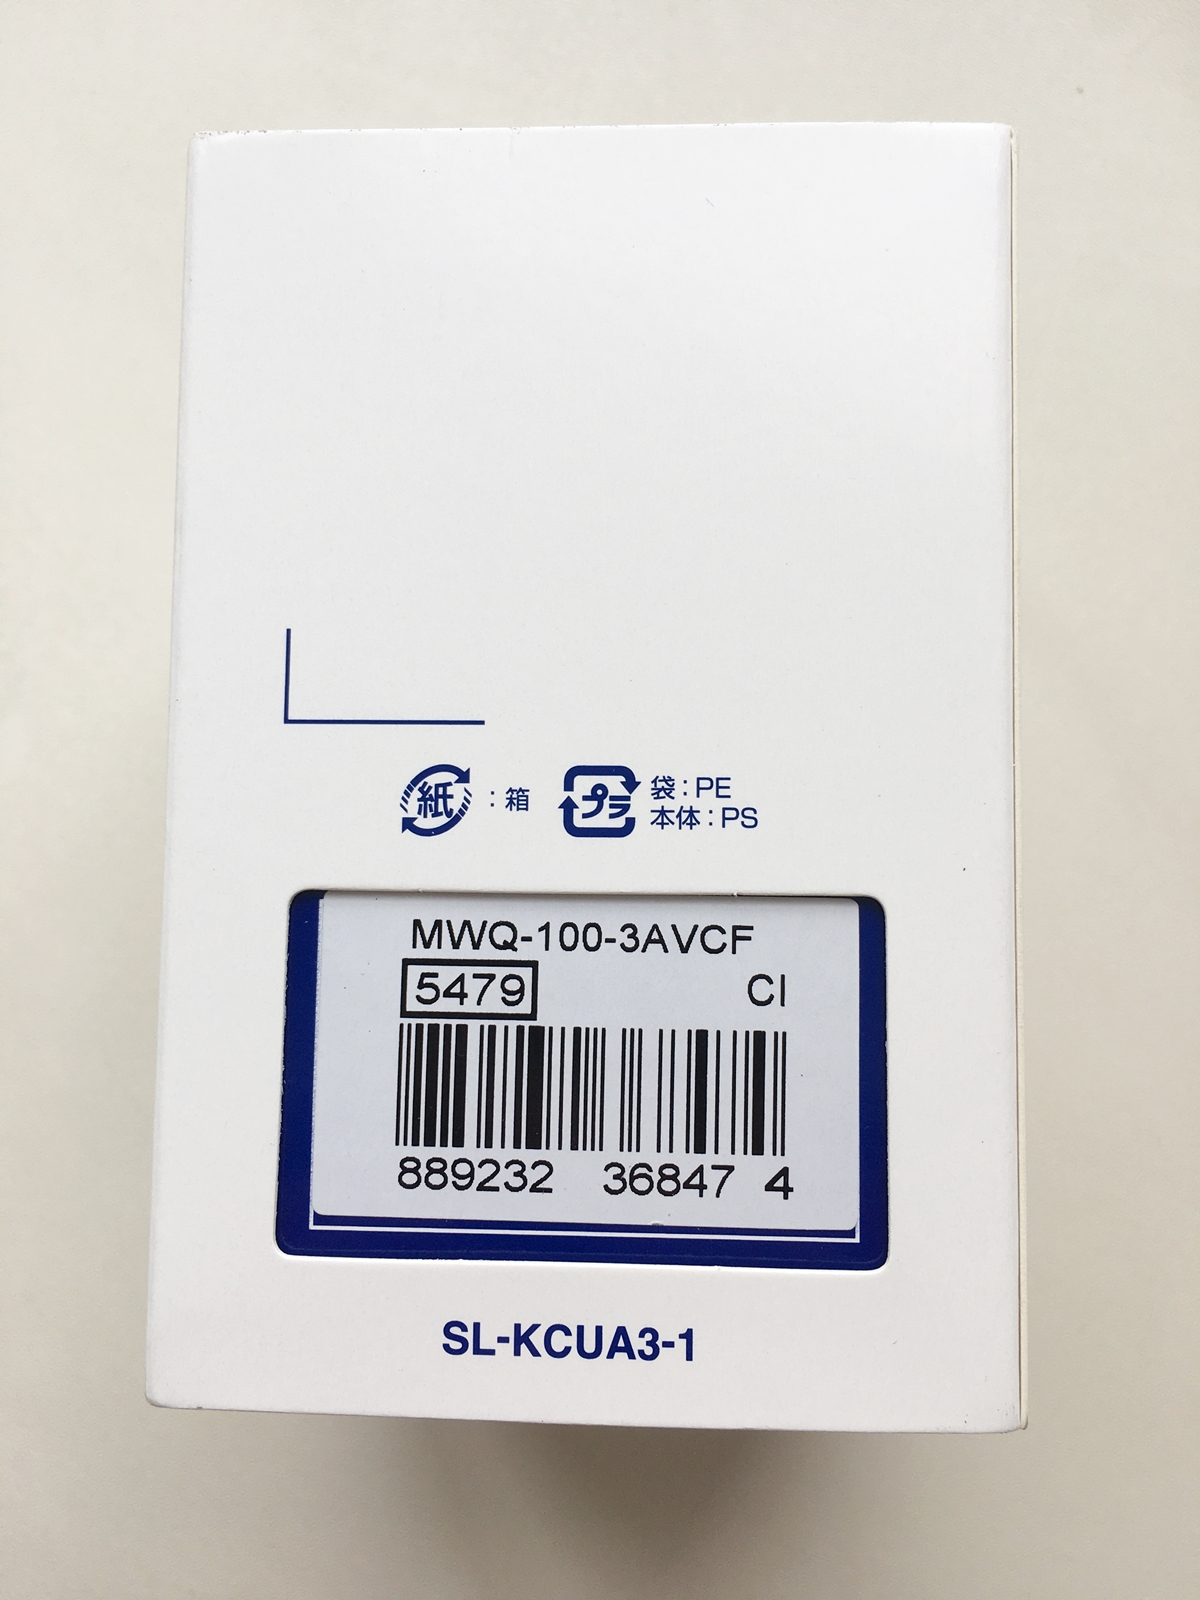 紙 : 箱
プラ 袋 : PE
本体 : PS
MWQ-100-3AVCF
5479 CI
889232 36847 4
SL-KCUA3-1